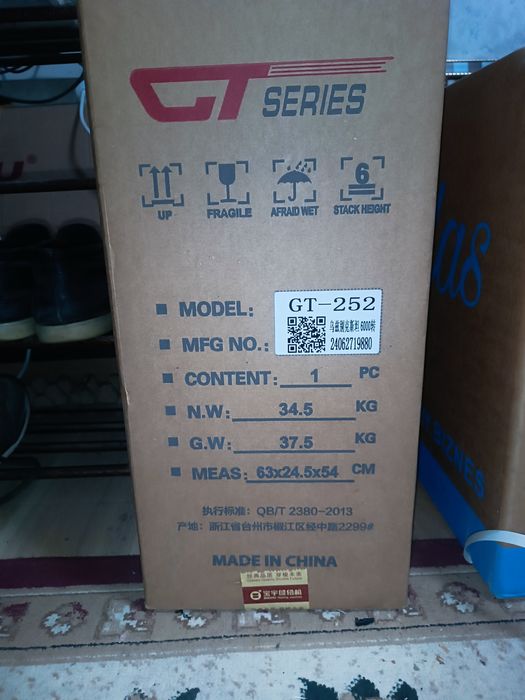 GT SERIES
6
UP
FRAGILE
AFRAID WET
STACK HEIGHT
MODEL:
GT-252
乌兹别克斯坦 6000转
MFG NO.:
24062719880
CONTENT: 1 PC
N.W: 34.5 KG
G.W: 37.5 KG
MEAS: 63x24.5x54 CM
执行标准: QB/T 2380-2013
产地: 浙江省台州市椒江区经中路2299#
MADE IN CHINA
BIZNES